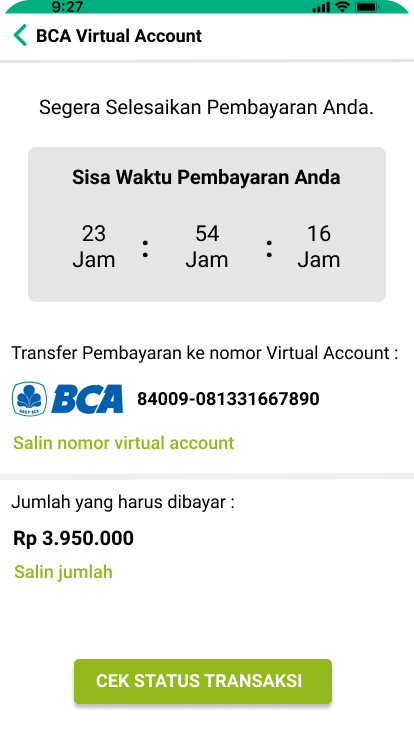 9:27
BCA Virtual Account
Segera Selesaikan Pembayaran Anda.
Sisa Waktu Pembayaran Anda
23 : 54 : 16
Jam Jam Jam
Transfer Pembayaran ke nomor Virtual Account :
BCA 84009-081331667890
Salin nomor virtual account
Jumlah yang harus dibayar :
Rp 3.950.000
Salin jumlah
CEK STATUS TRANSAKSI